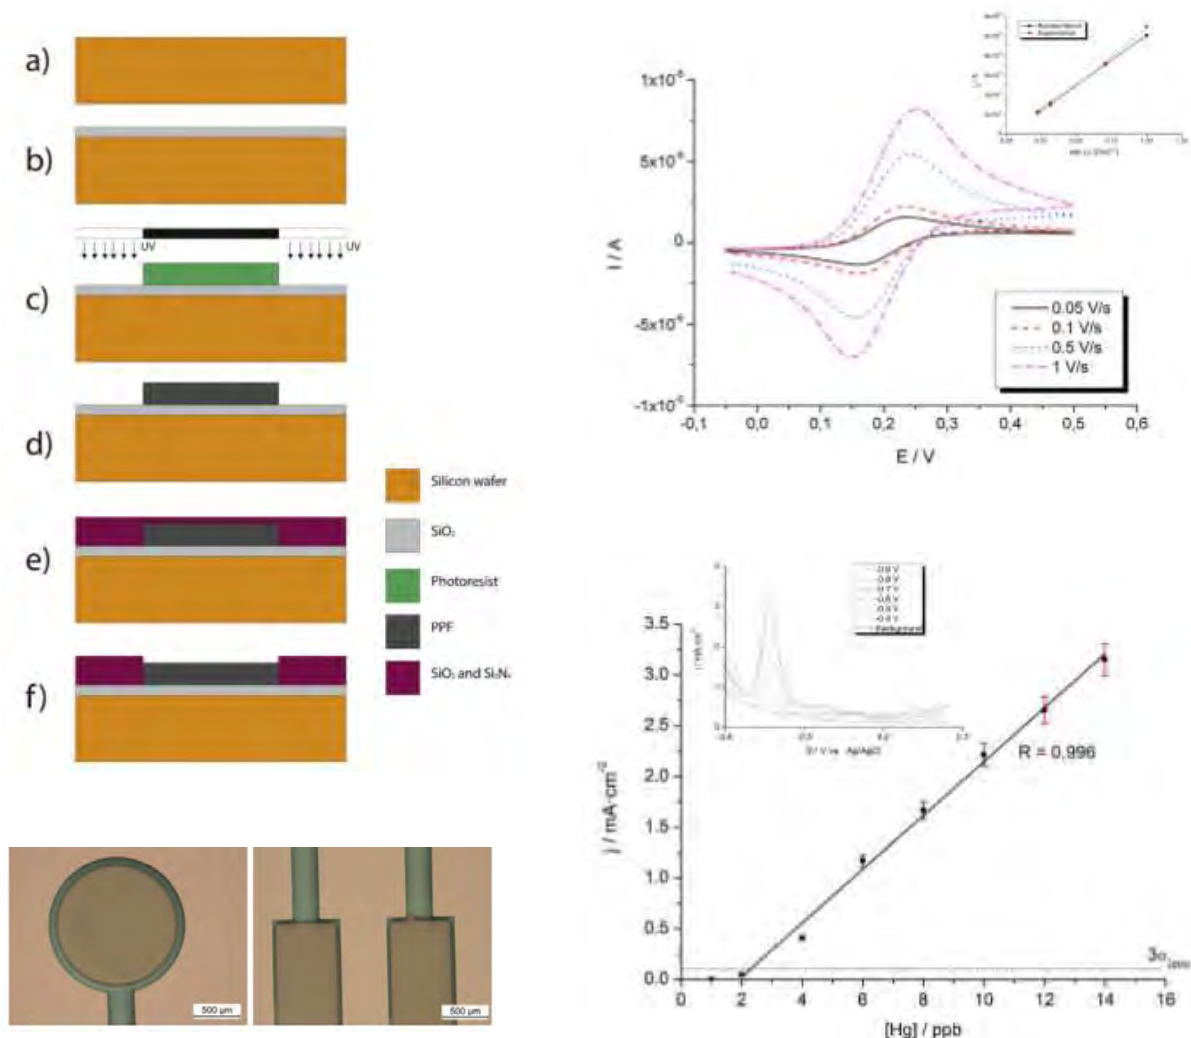 a)
b)
UV
UV
c)
d)
e)
f)
Silicon wafer
SiO₂
Photoresist
PPF
SiO₂ and Si₃N₄
500 µm
500 µm
1x10⁻⁵
5x10⁻⁶
0
-5x10⁻⁶
-1x10⁻⁵
I / A
-0,1
0,0
0,1
0,2
0,3
0,4
0,5
0,6
E / V
0.05 V/s
0.1 V/s
0.5 V/s
1 V/s
3.5
3.0
2.5
2.0
1.5
1.0
0.5
0.0
j / mA·cm⁻²
R = 0.996
Background
E / V vs Ag/AgCl
0
2
4
6
8
10
12
14
16
[Hg] / ppb